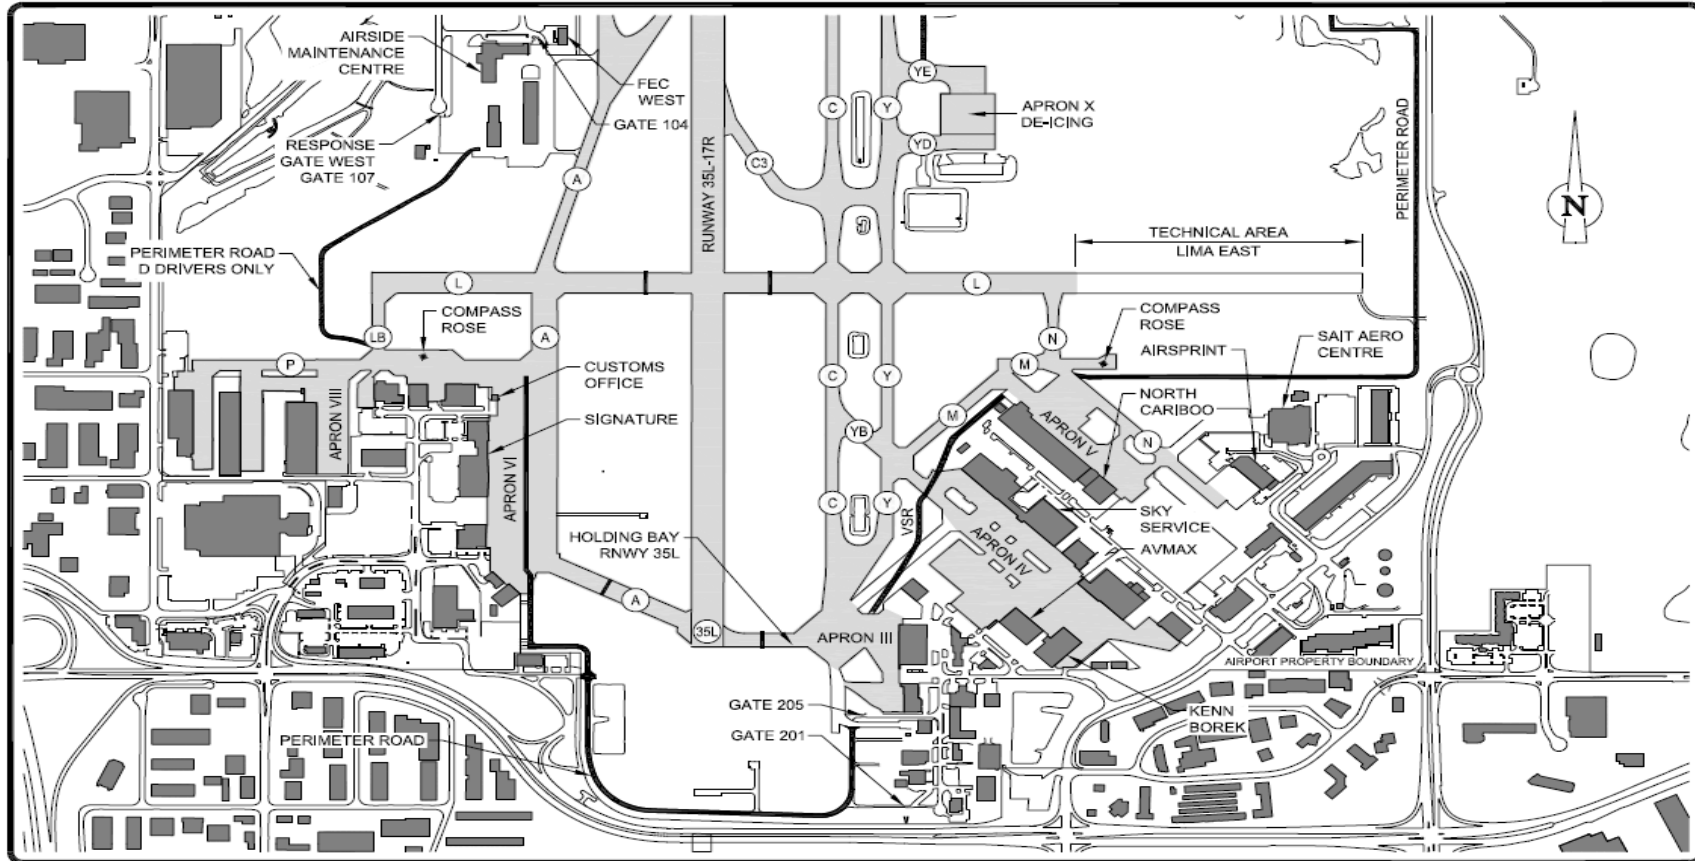 AIRSIDE
MAINTENANCE
CENTRE
FEC
WEST
GATE 104
RESPONSE
GATE WEST
GATE 107
A
RUNWAY 35L-17R
C3
C
Y
YE
YD
APRON X
DE-ICING
PERIMETER ROAD
N
PERIMETER ROAD
D DRIVERS ONLY
TECHNICAL AREA
LIMA EAST
L
L
COMPASS
ROSE
COMPASS
ROSE
LB
A
N
P
M
AIRSPRINT
SAIT AERO
CENTRE
CUSTOMS
OFFICE
C
Y
NORTH
CARIBOO
SIGNATURE
M
APRON VIII
YB
APRON V
N
APRON VI
C
Y
VSR
SKY
SERVICE
HOLDING BAY
RNWY 35L
APRON IV
AVMAX
A
35L
APRON III
AIRPORT PROPERTY BOUNDARY
GATE 205
KENN
BOREK
GATE 201
PERIMETER ROAD